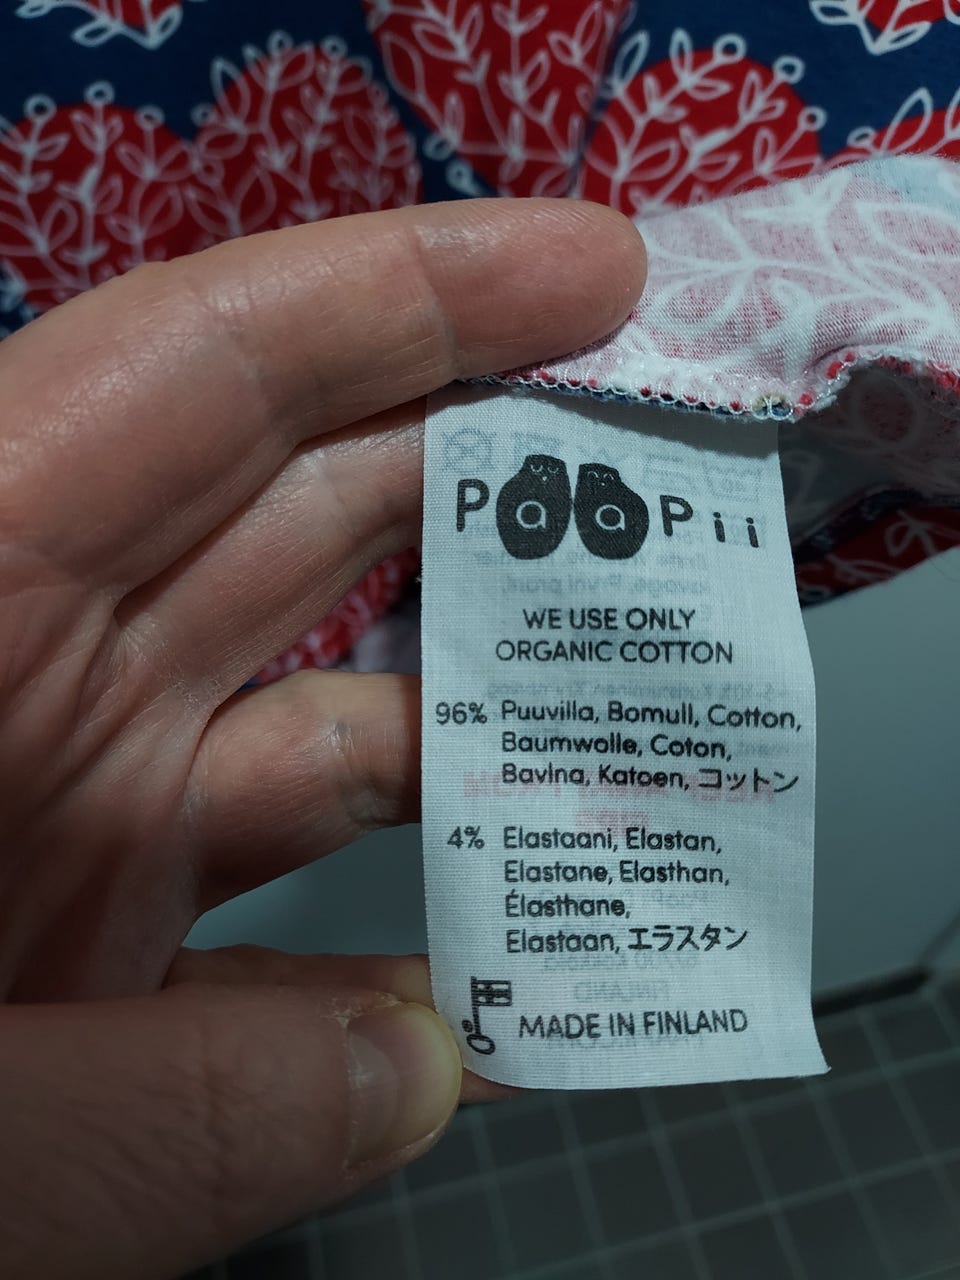 PaaPii
WE USE ONLY
ORGANIC COTTON
96% Puuvilla, Bomull, Cotton,
Baumwolle, Coton,
Bavlna, Katoen, コットン
4% Elastaani, Elastan,
Elastane, Elasthan,
Élasthane,
Elastaan, エラスタン
MADE IN FINLAND